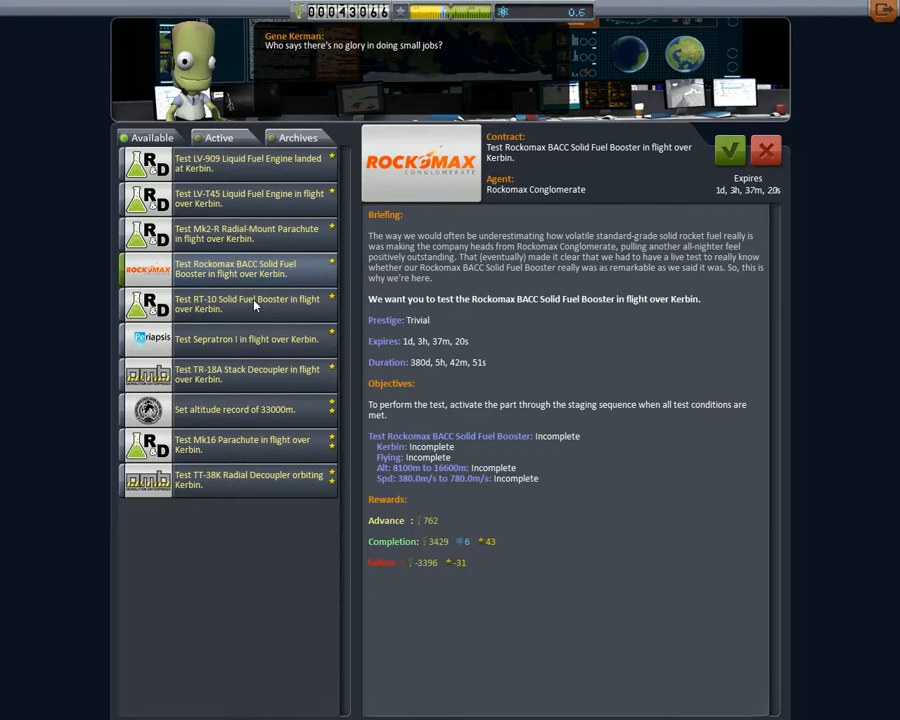 00043066
0.6
Gene Kerman:
Who says there's no glory in doing small jobs?
Available
Active
Archives
R&D
Test LV-909 Liquid Fuel Engine landed
at Kerbin.
R&D
Test LV-T45 Liquid Fuel Engine in flight
over Kerbin.
R&D
Test Mk2-R Radial-Mount Parachute
in flight over Kerbin.
ROCKOMAX
Test Rockomax BACC Solid Fuel
Booster in flight over Kerbin.
R&D
Test RT-10 Solid Fuel Booster in flight
over Kerbin.
Periapsis
Test Sepratron I in flight over Kerbin.
Test TR-18A Stack Decoupler in flight
over Kerbin.
Set altitude record of 33000m.
R&D
Test Mk16 Parachute in flight over
Kerbin.
Test TT-38K Radial Decoupler orbiting
Kerbin.
ROCKOMAX
CONGLOMERATE
Contract:
Test Rockomax BACC Solid Fuel Booster in flight over
Kerbin.
Agent:
Rockomax Conglomerate
Expires
1d, 3h, 37m, 20s
Briefing:
The way we would often be underestimating how volatile standard-grade solid rocket fuel really is
was making the company heads from Rockomax Conglomerate, pulling another all-nighter feel
positively outstanding. That (eventually) made it clear that we had to have a live test to really know
whether our Rockomax BACC Solid Fuel Booster really was as remarkable as we said it was. So, this is
why we're here.
We want you to test the Rockomax BACC Solid Fuel Booster in flight over Kerbin.
Prestige: Trivial
Expires: 1d, 3h, 37m, 20s
Duration: 380d, 5h, 42m, 51s
Objectives:
To perform the test, activate the part through the staging sequence when all test conditions are
met.
Test Rockomax BACC Solid Fuel Booster: Incomplete
Kerbin: Incomplete
Flying: Incomplete
Alt: 8100m to 16600m: Incomplete
Spd: 380.0m/s to 780.0m/s: Incomplete
Rewards:
Advance : 762
Completion: 3429 6 43
Failure: -3396 -31